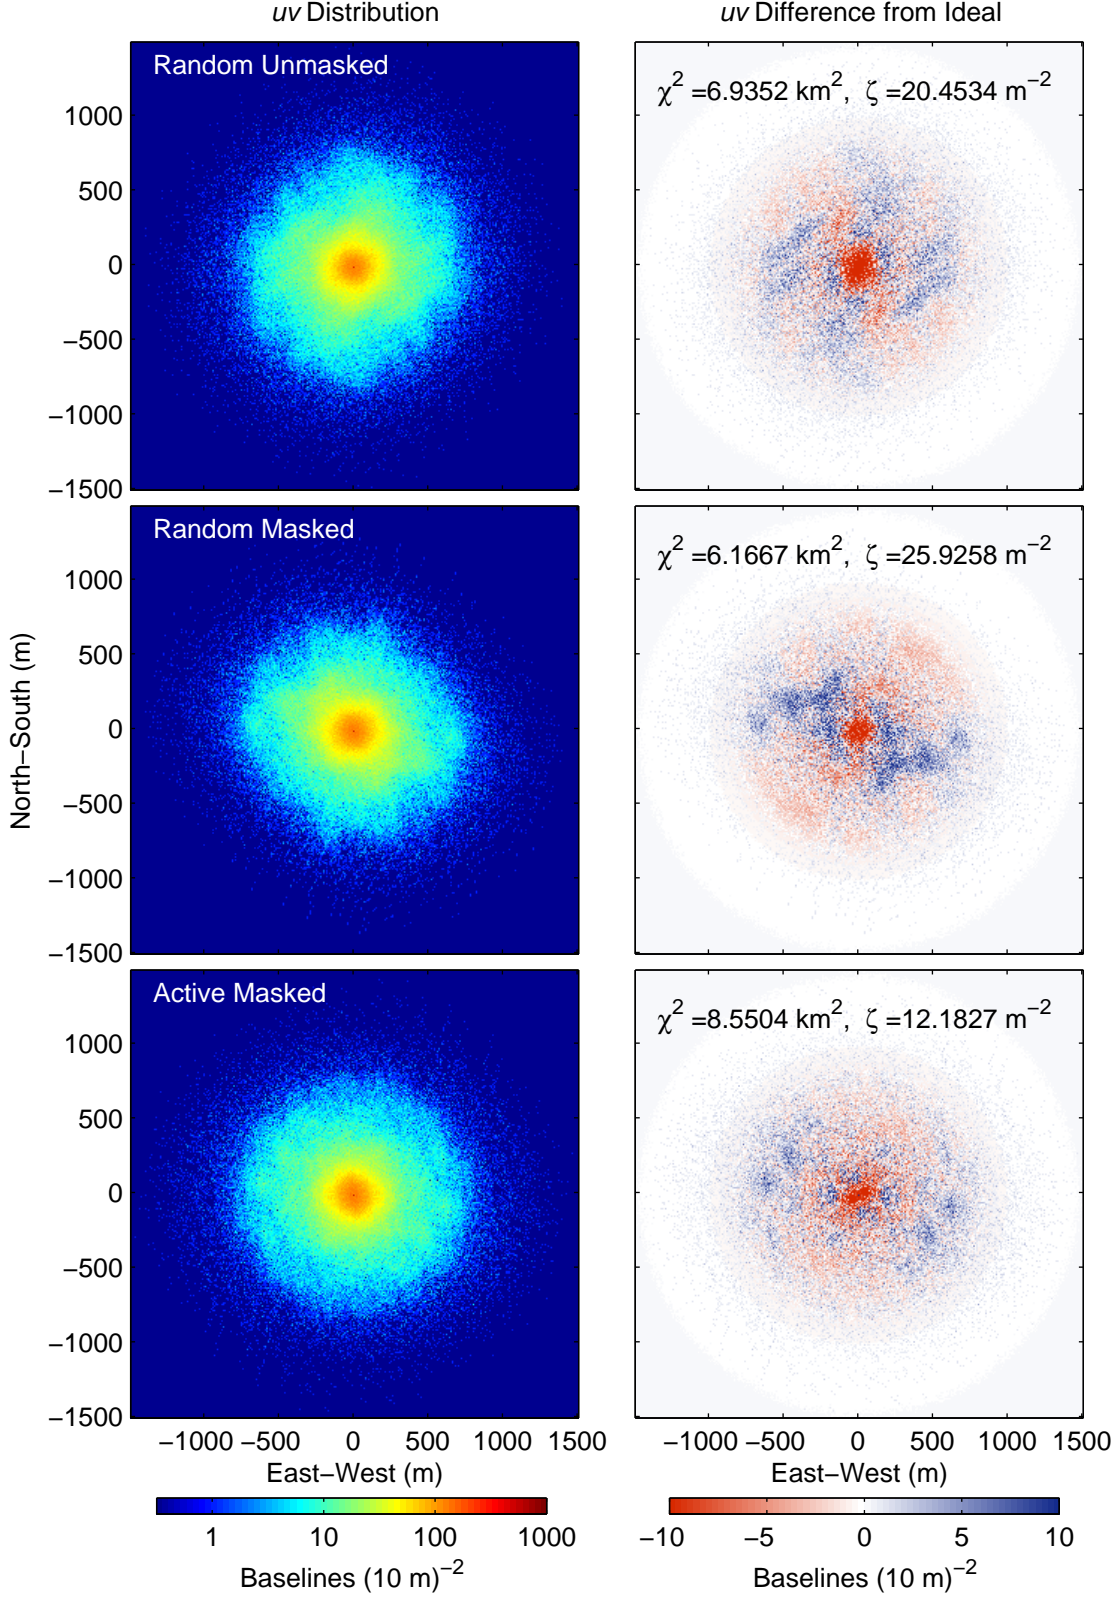 uv Distribution
uv Difference from Ideal
Random Unmasked
χ² =6.9352 km², ζ =20.4534 m⁻²
1000
500
0
−500
−1000
−1500
Random Masked
χ² =6.1667 km², ζ =25.9258 m⁻²
1000
500
0
−500
−1000
−1500
North−South (m)
Active Masked
χ² =8.5504 km², ζ =12.1827 m⁻²
1000
500
0
−500
−1000
−1500
−1000 −500 0 500 1000 1500
−1000 −500 0 500 1000 1500
East−West (m)
East−West (m)
1 10 100 1000
−10 −5 0 5 10
Baselines (10 m)⁻²
Baselines (10 m)⁻²